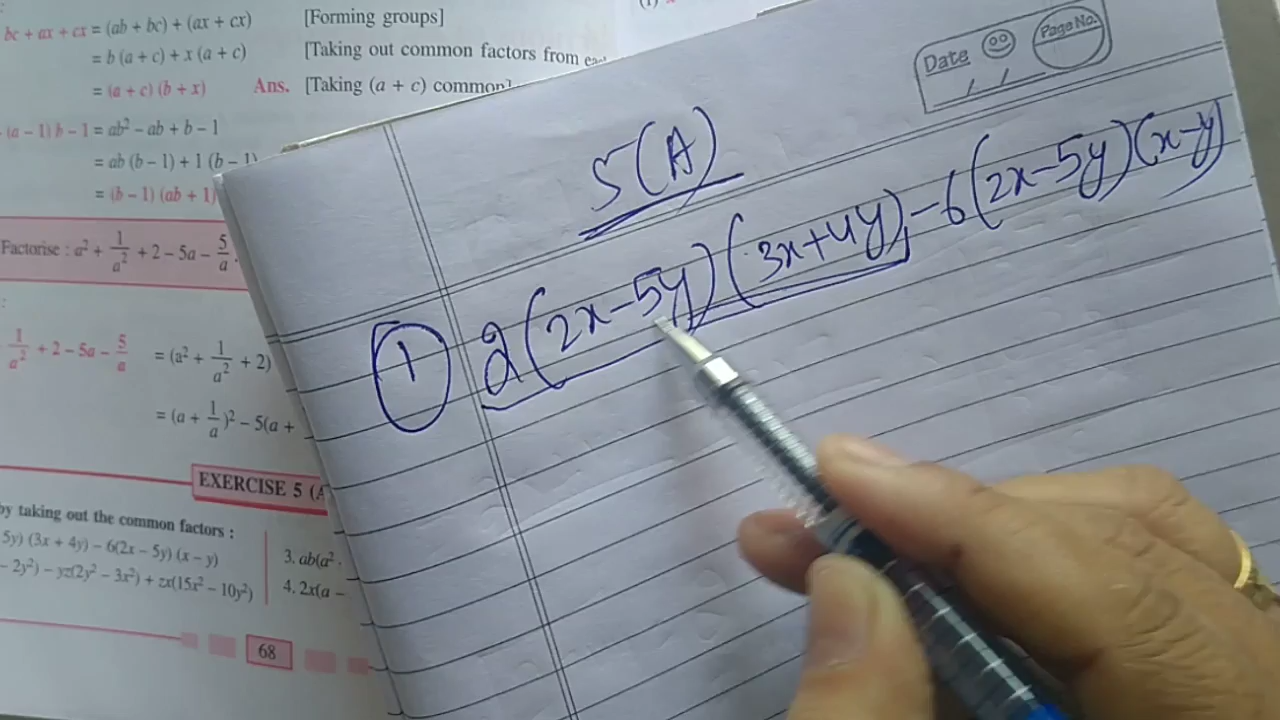 bc + ax + cx = (ab + bc) + (ax + cx) [Forming groups]
= b (a + c) + x (a + c) [Taking out common factors from
= (a + c) (b + x) Ans. [Taking (a + c) common]
(a – 1) b – 1 = ab² – ab + b – 1
= ab (b – 1) + 1 (b – 1)
= (b – 1) (ab + 1)
Factorise : a² + 1/a² + 2 – 5a – 5/a .
1/a² + 2 – 5a – 5/a = (a² + 1/a² + 2)
= (a + 1/a)² – 5(a +
EXERCISE 5 (A
by taking out the common factors :
5y) (3x + 4y) – 6(2x – 5y) (x – y)
– 2y²) – yz(2y² – 3x²) + zx(15x² – 10y²)
3. ab(a²
4. 2x(a –
68
Date
Page No.
5(A)
1 2(2x-5y)(3x+4y)-6(2x-5y)(x-y)